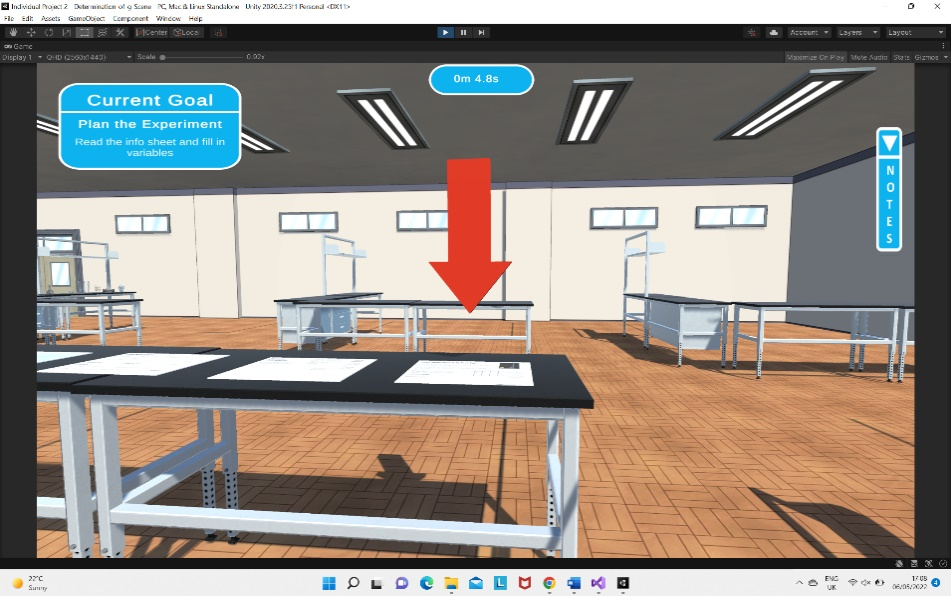 Individual Project 2 - Determination of g Scene - PC, Mac & Linux Standalone - Unity 2020.3.23f1 Personal <DX11>
File Edit Assets GameObject Component Window Help
Center Local Account Layers Layout
Game
Display 1 QHD (2560x1440) Scale 0.92x Maximize On Play Mute Audio Stats Gizmos
0m 4.8s
Current Goal
Plan the Experiment
Read the info sheet and fill in
variables
NOTES
22°C
Sunny
ENG
UK
17:08
06/05/2022
4